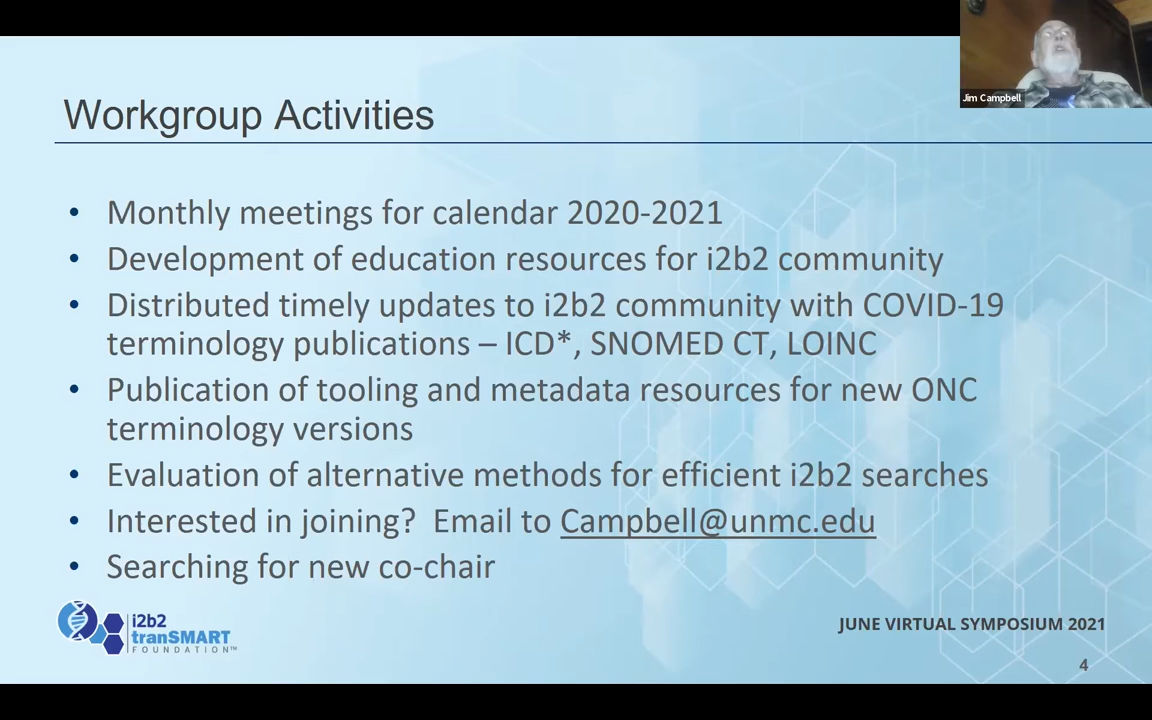 Jim Campbell
Workgroup Activities
• Monthly meetings for calendar 2020-2021
• Development of education resources for i2b2 community
• Distributed timely updates to i2b2 community with COVID-19
terminology publications – ICD*, SNOMED CT, LOINC
• Publication of tooling and metadata resources for new ONC
terminology versions
• Evaluation of alternative methods for efficient i2b2 searches
• Interested in joining?  Email to Campbell@unmc.edu
• Searching for new co-chair
i2b2
tranSMART
FOUNDATION™
JUNE VIRTUAL SYMPOSIUM 2021
4